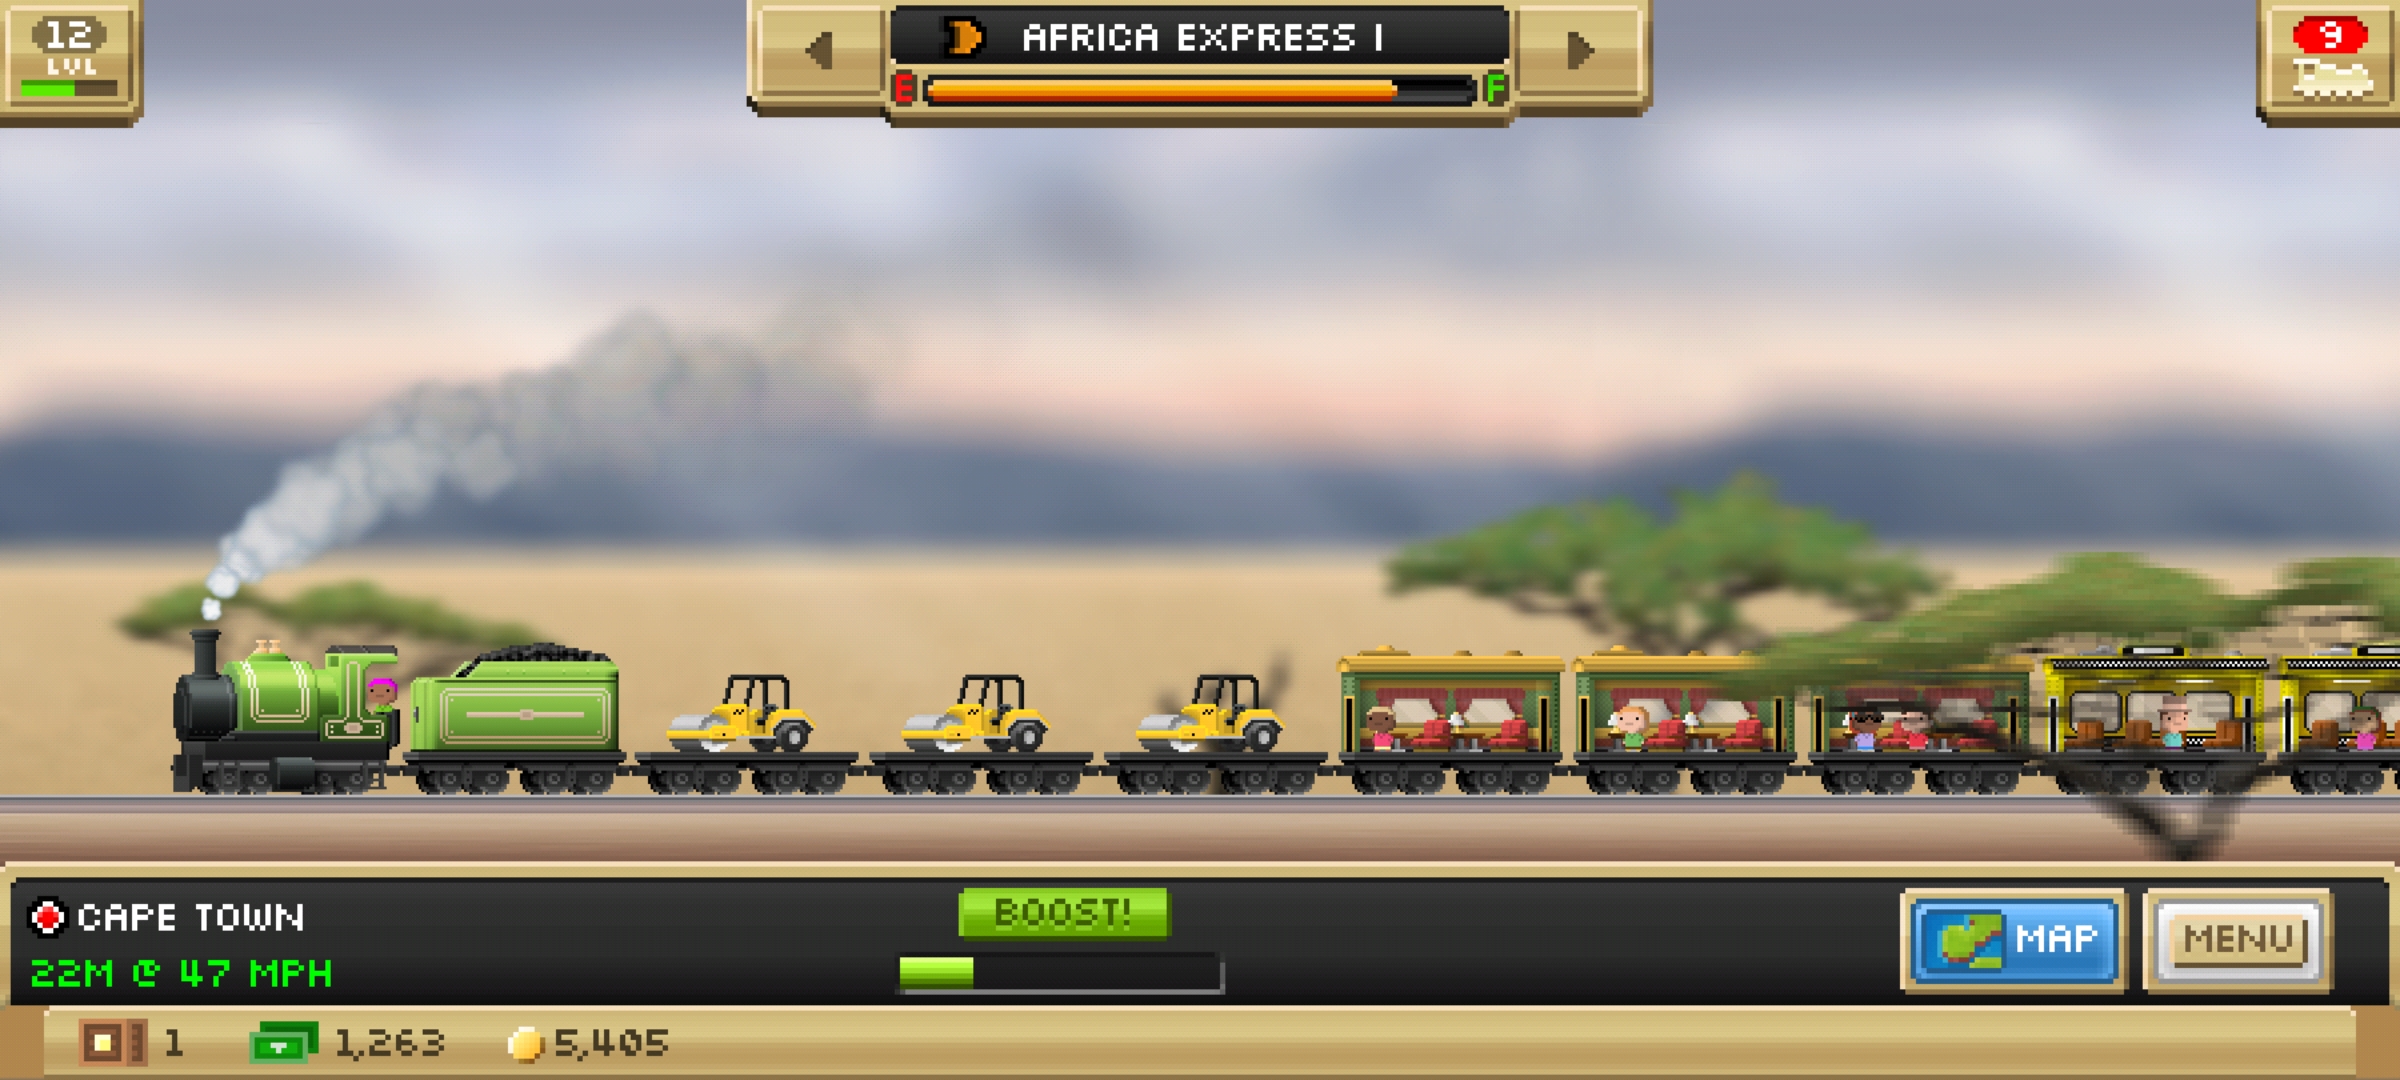 12
LVL
AFRICA EXPRESS I
E F
9
CAPE TOWN
22M @ 47 MPH
BOOST!
MAP
MENU
1 1,263 5,405